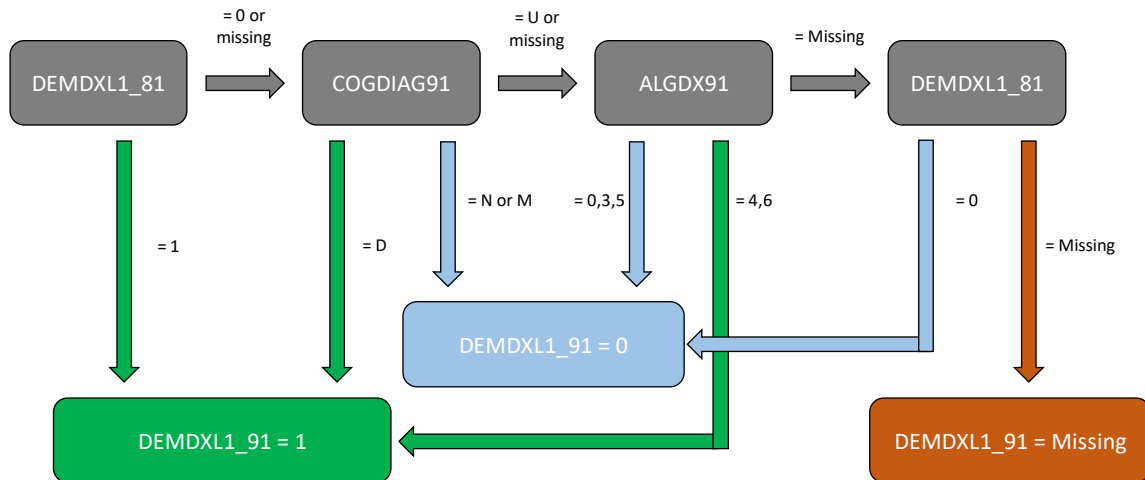 = 0 or
missing
= U or
missing
= Missing
DEMDXL1_81
COGDIAG91
ALGDX91
DEMDXL1_81
= N or M
= 0,3,5
= 4,6
= 0
= 1
= D
= Missing
DEMDXL1_91 = 0
DEMDXL1_91 = 1
DEMDXL1_91 = Missing